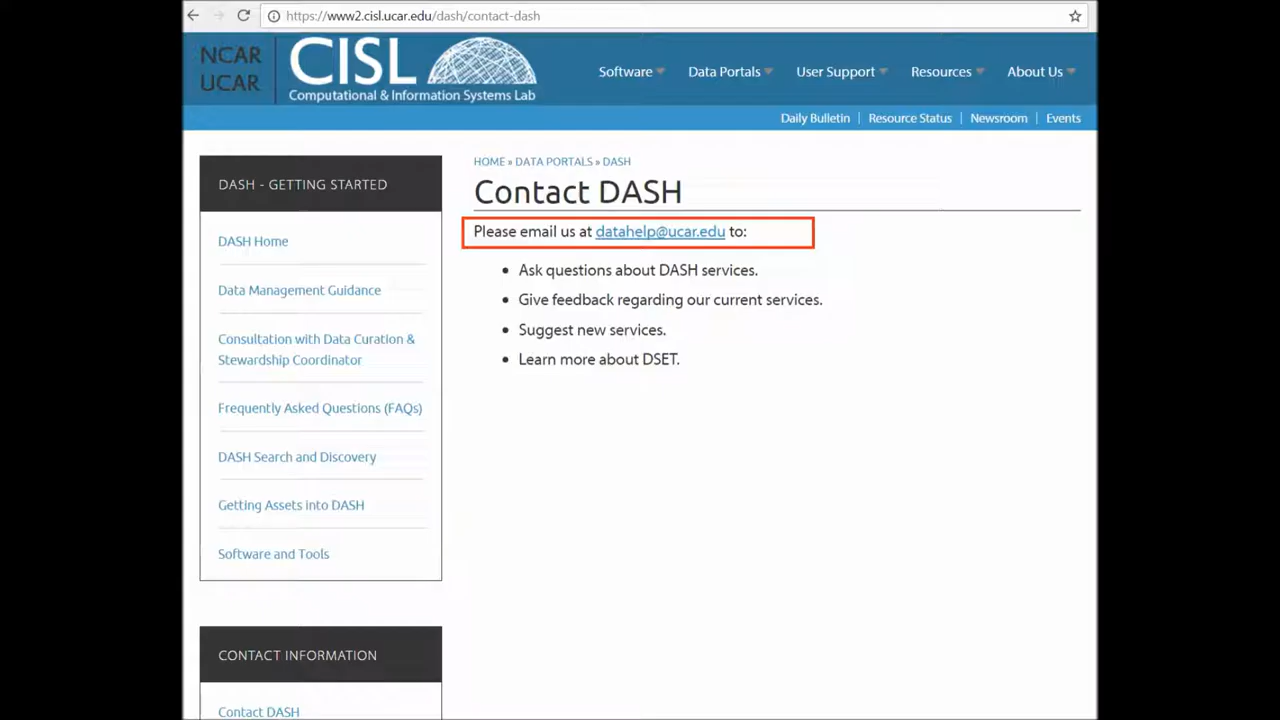 https://www2.cisl.ucar.edu/dash/contact-dash
NCAR
UCAR
CISL
Computational & Information Systems Lab
Software Data Portals User Support Resources About Us
Daily Bulletin | Resource Status | Newsroom | Events
DASH - GETTING STARTED
DASH Home
Data Management Guidance
Consultation with Data Curation &
Stewardship Coordinator
Frequently Asked Questions (FAQs)
DASH Search and Discovery
Getting Assets into DASH
Software and Tools
CONTACT INFORMATION
Contact DASH
HOME » DATA PORTALS » DASH
Contact DASH
Please email us at datahelp@ucar.edu to:
• Ask questions about DASH services.
• Give feedback regarding our current services.
• Suggest new services.
• Learn more about DSET.